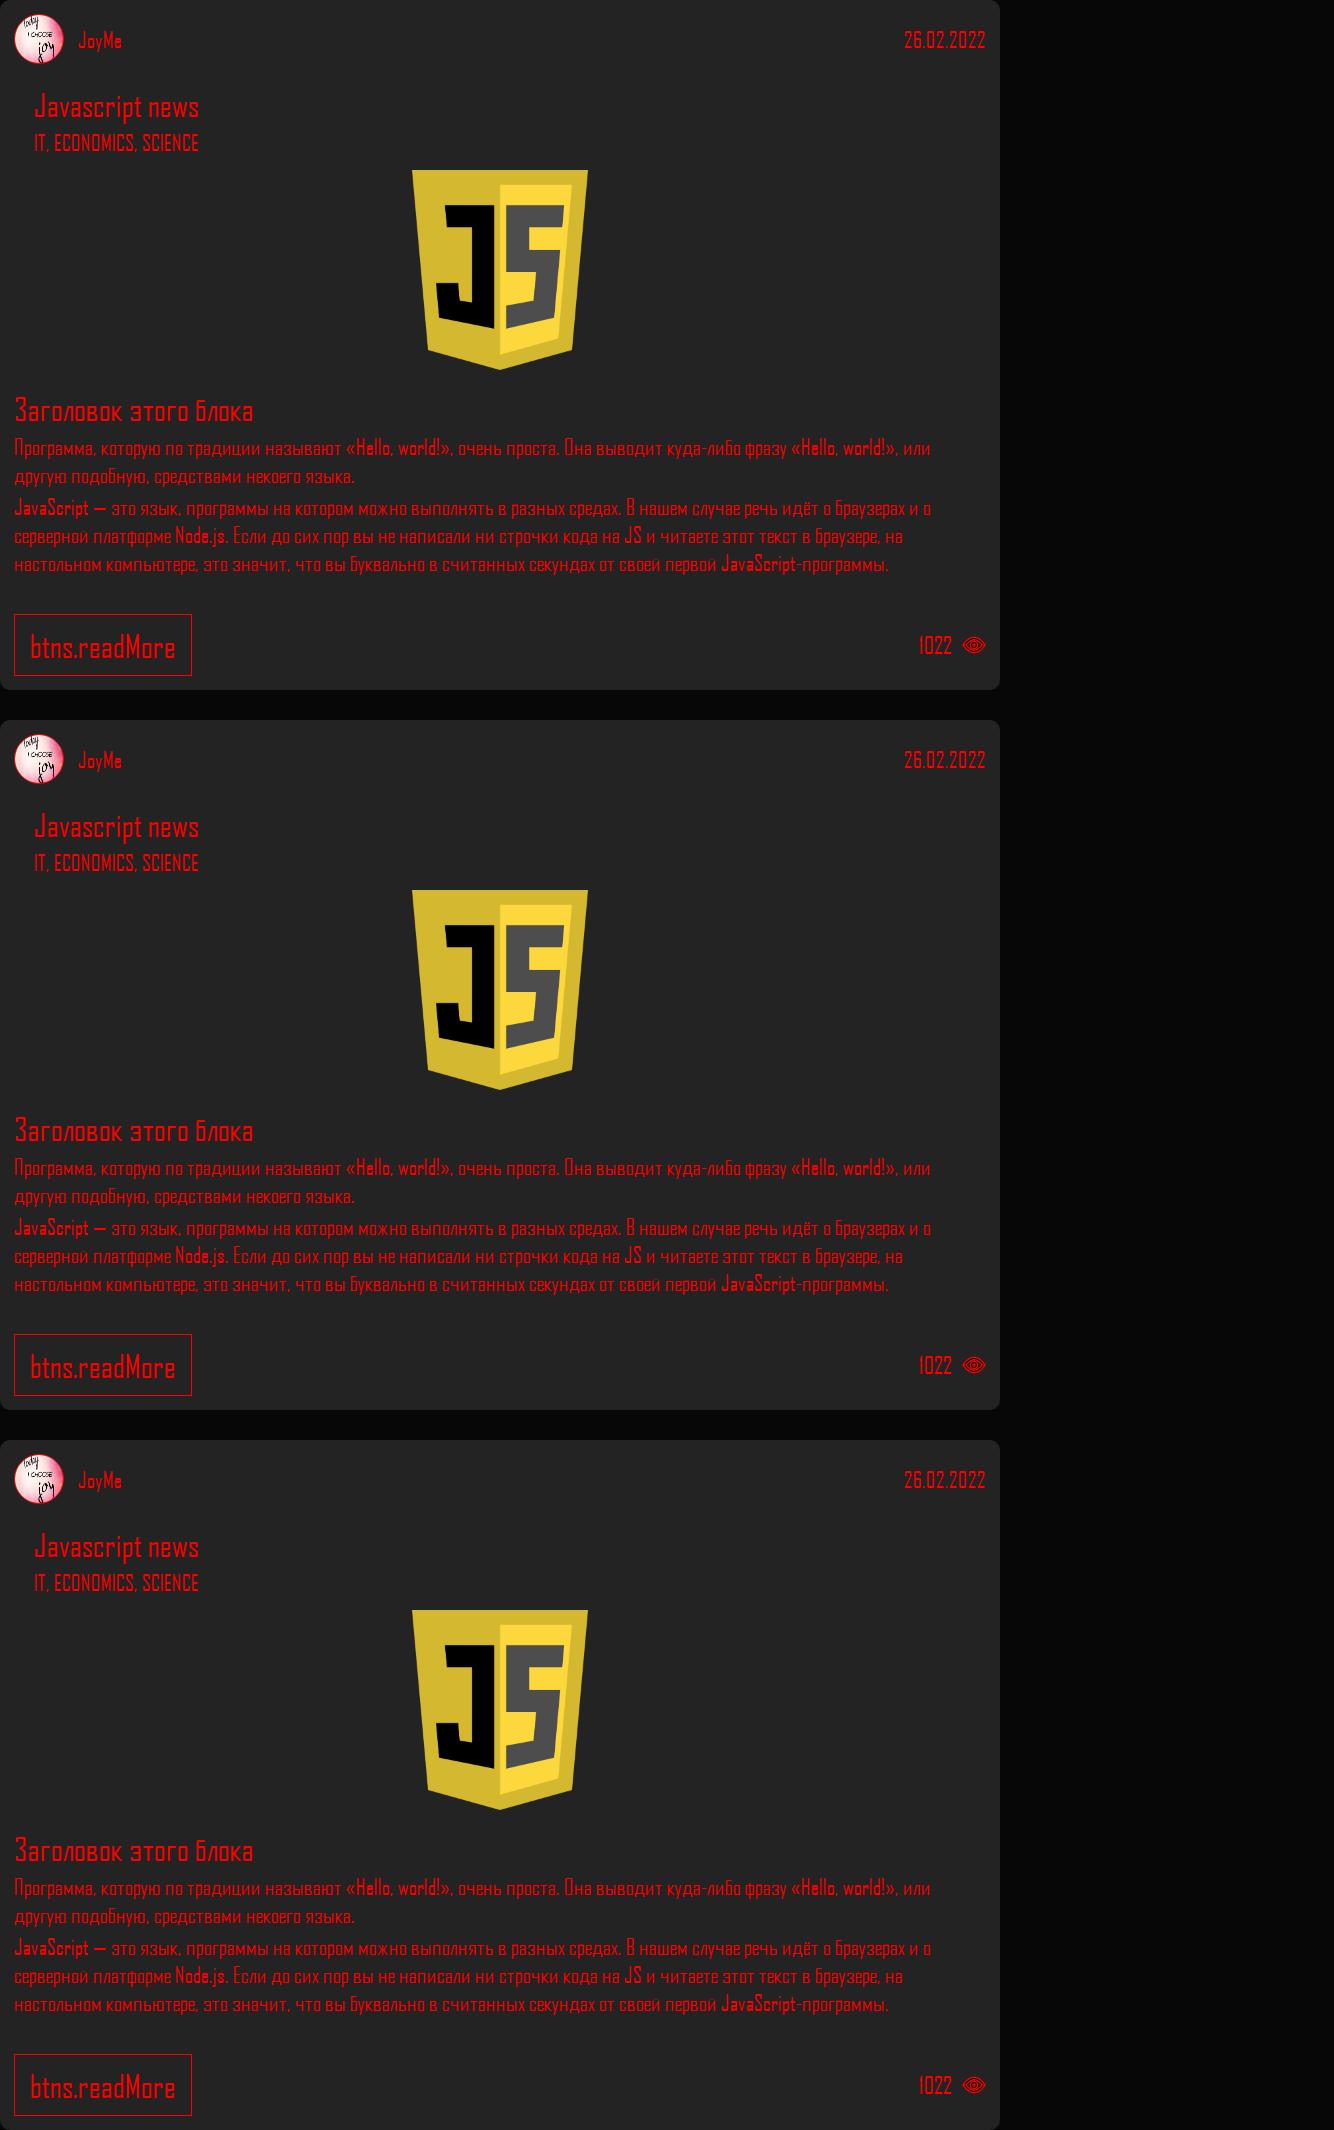 today
I CHOOSE
joy
JoyMe
26.02.2022
Javascript news
IT, ECONOMICS, SCIENCE
JS
Заголовок этого блока
Программа, которую по традиции называют «Hello, world!», очень проста. Она выводит куда-либо фразу «Hello, world!», или
другую подобную, средствами некоего языка.
JavaScript — это язык, программы на котором можно выполнять в разных средах. В нашем случае речь идёт о браузерах и о
серверной платформе Node.js. Если до сих пор вы не написали ни строчки кода на JS и читаете этот текст в браузере, на
настольном компьютере, это значит, что вы буквально в считанных секундах от своей первой JavaScript-программы.
btns.readMore
1022
today
I CHOOSE
joy
JoyMe
26.02.2022
Javascript news
IT, ECONOMICS, SCIENCE
JS
Заголовок этого блока
Программа, которую по традиции называют «Hello, world!», очень проста. Она выводит куда-либо фразу «Hello, world!», или
другую подобную, средствами некоего языка.
JavaScript — это язык, программы на котором можно выполнять в разных средах. В нашем случае речь идёт о браузерах и о
серверной платформе Node.js. Если до сих пор вы не написали ни строчки кода на JS и читаете этот текст в браузере, на
настольном компьютере, это значит, что вы буквально в считанных секундах от своей первой JavaScript-программы.
btns.readMore
1022
today
I CHOOSE
joy
JoyMe
26.02.2022
Javascript news
IT, ECONOMICS, SCIENCE
JS
Заголовок этого блока
Программа, которую по традиции называют «Hello, world!», очень проста. Она выводит куда-либо фразу «Hello, world!», или
другую подобную, средствами некоего языка.
JavaScript — это язык, программы на котором можно выполнять в разных средах. В нашем случае речь идёт о браузерах и о
серверной платформе Node.js. Если до сих пор вы не написали ни строчки кода на JS и читаете этот текст в браузере, на
настольном компьютере, это значит, что вы буквально в считанных секундах от своей первой JavaScript-программы.
btns.readMore
1022